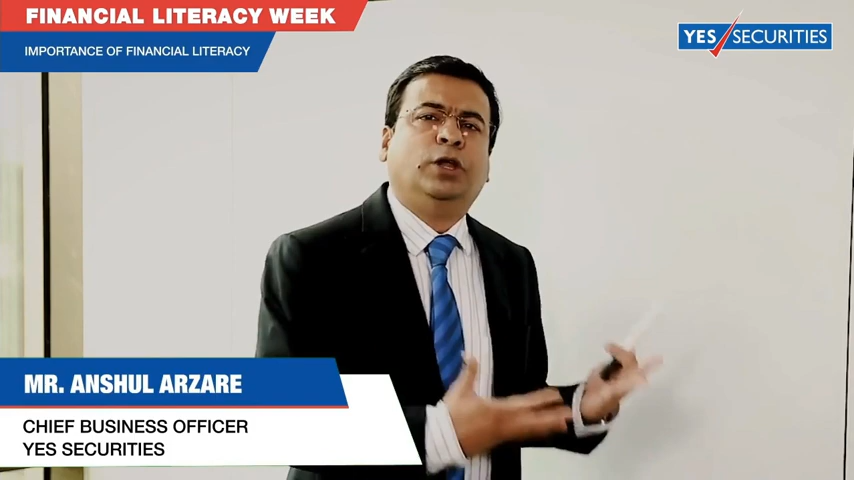 FINANCIAL LITERACY WEEK
IMPORTANCE OF FINANCIAL LITERACY
YES SECURITIES
MR. ANSHUL ARZARE
CHIEF BUSINESS OFFICER
YES SECURITIES